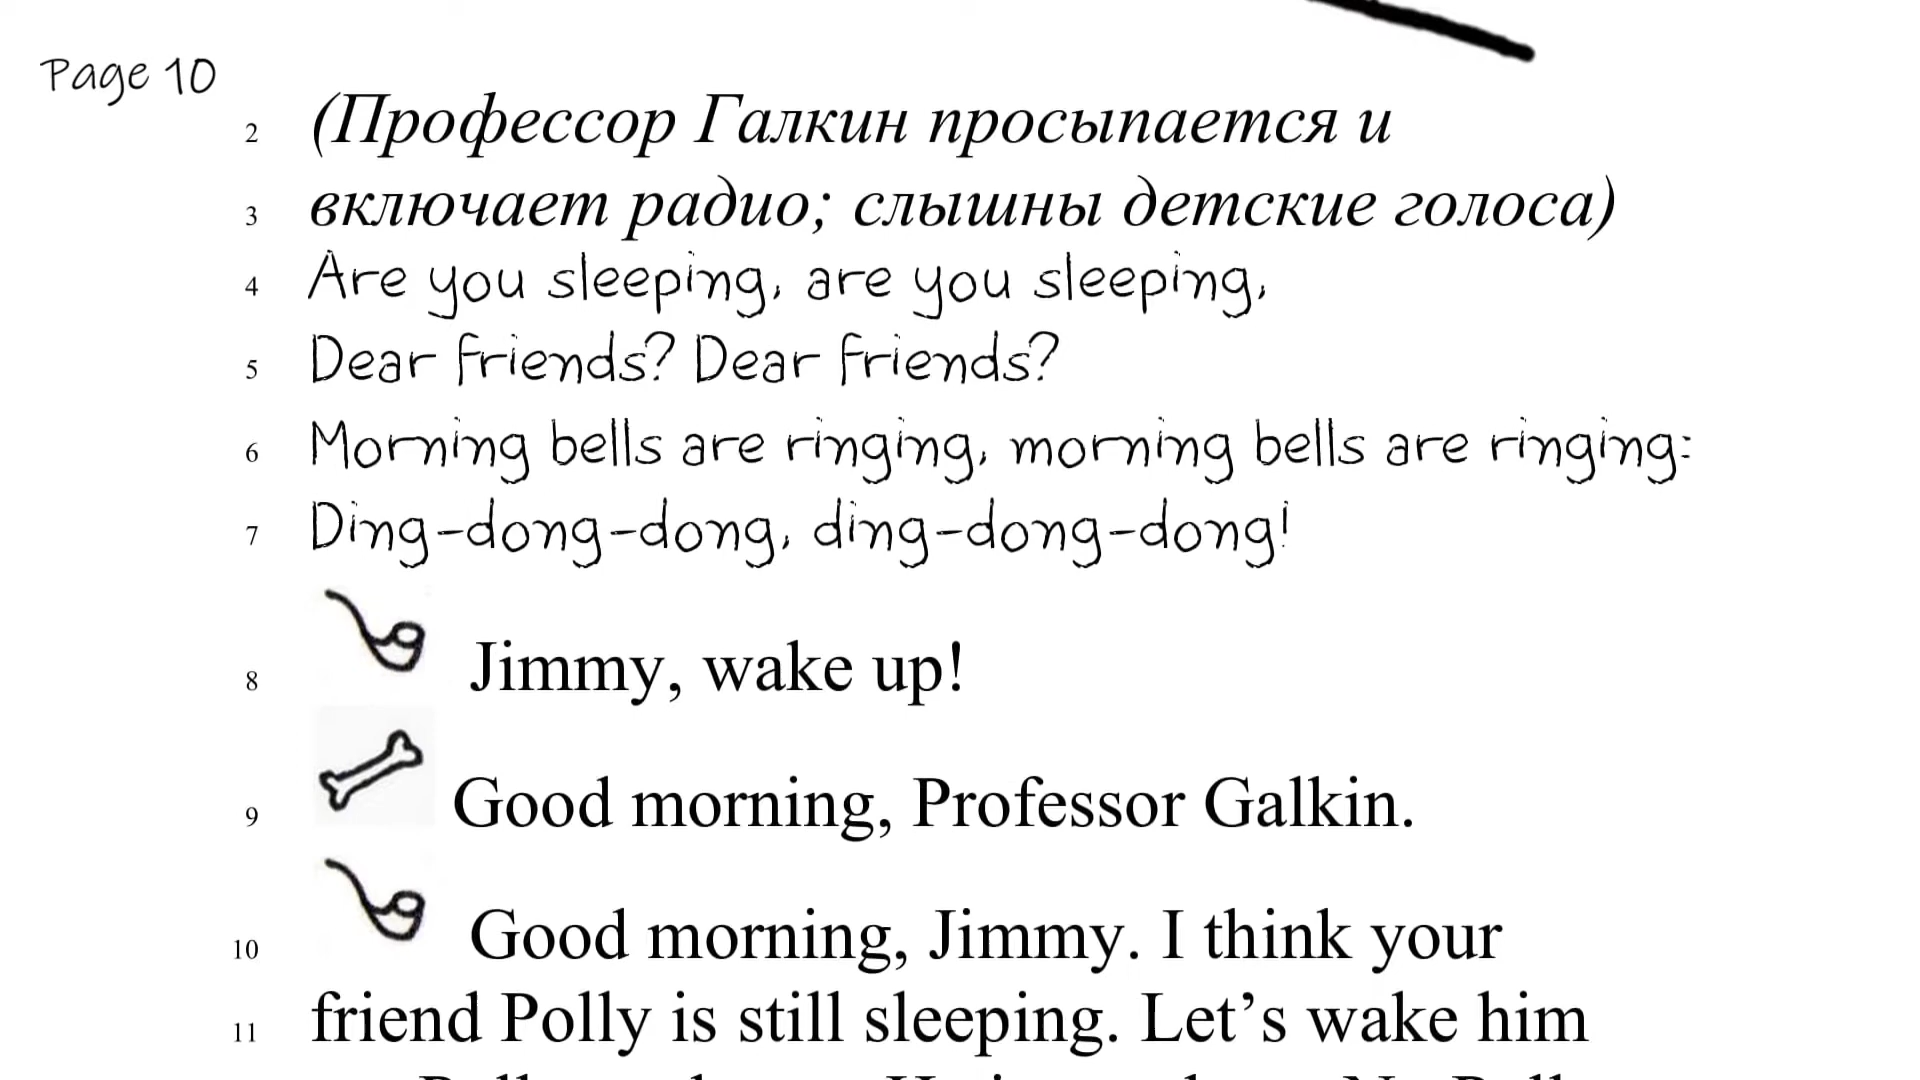 Page 10
2 (Профессор Галкин просыпается и
3 включает радио; слышны детские голоса)
4 Are you sleeping, are you sleeping,
5 Dear friends? Dear friends?
6 Morning bells are ringing, morning bells are ringing:
7 Ding-dong-dong, ding-dong-dong!
8 Jimmy, wake up!
9 Good morning, Professor Galkin.
10 Good morning, Jimmy. I think your
11 friend Polly is still sleeping. Let’s wake him